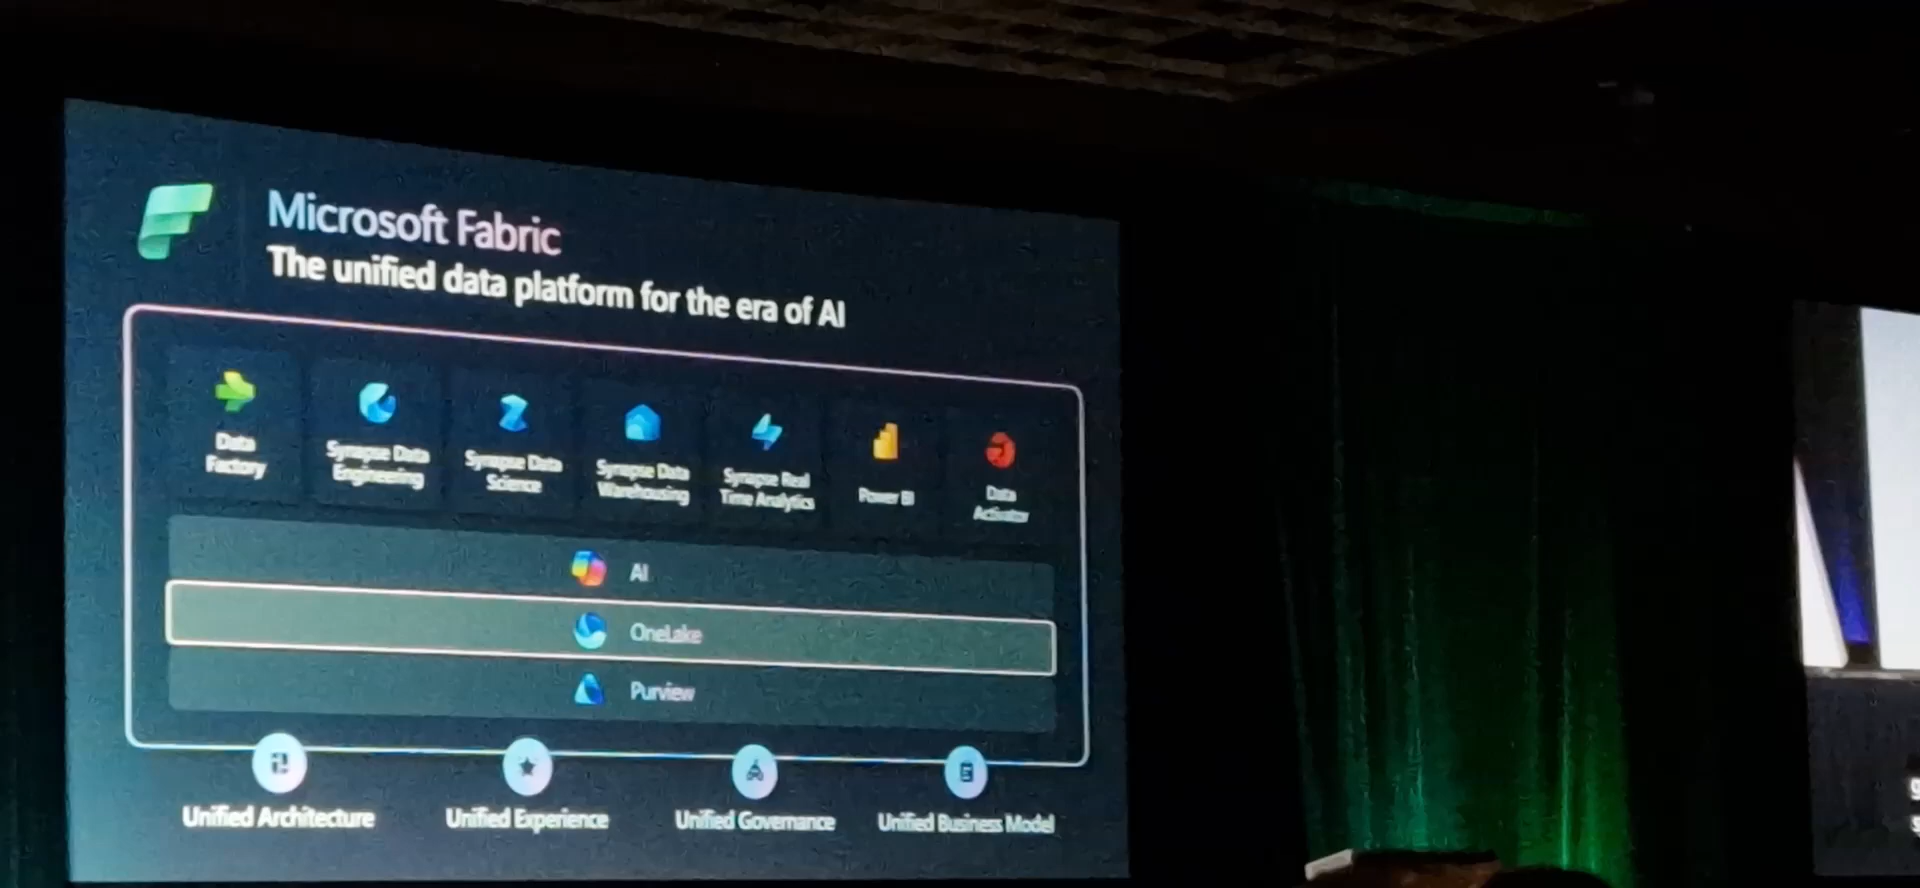 Microsoft Fabric
The unified data platform for the era of AI
Data
Factory
Synapse Data
Engineering
Synapse Data
Science
Synapse Data
Warehousing
Synapse Real
Time Analytics
Power BI
Data
Activator
AI
OneLake
Purview
Unified Architecture
Unified Experience
Unified Governance
Unified Business Model